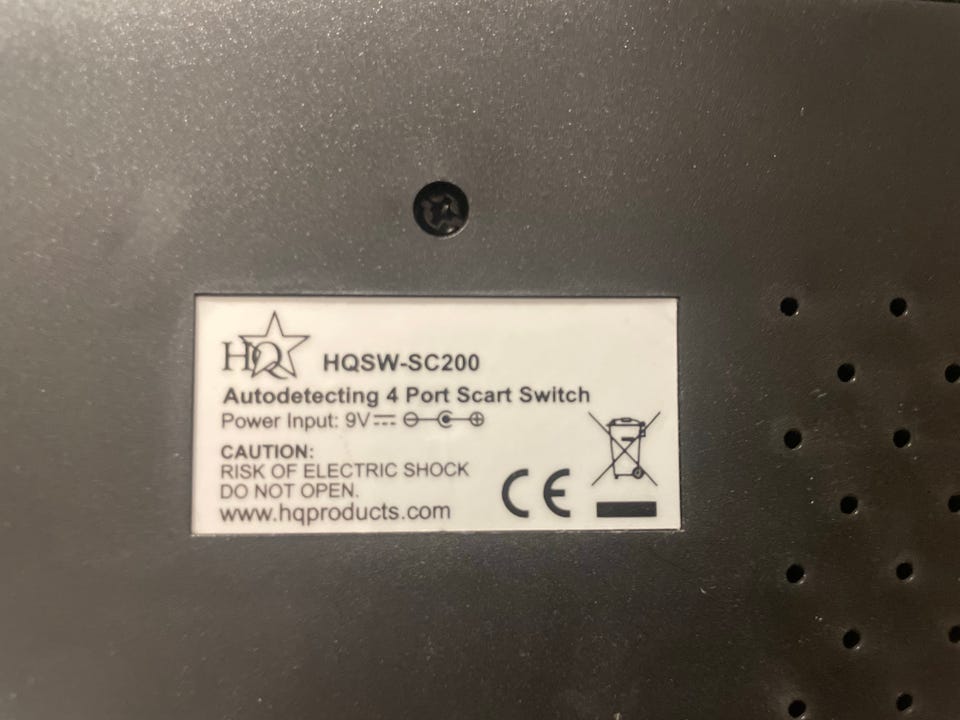 HQ HQSW-SC200
Autodetecting 4 Port Scart Switch
Power Input: 9V
CAUTION:
RISK OF ELECTRIC SHOCK
DO NOT OPEN.
www.hqproducts.com
CE